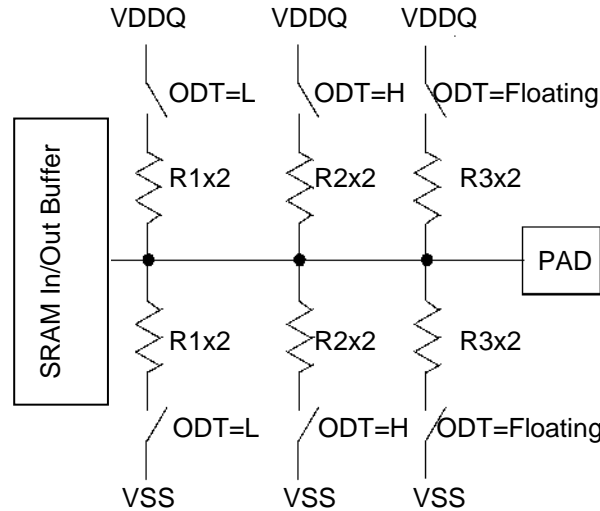 VDDQ VDDQ VDDQ
ODT=L ODT=H ODT=Floating
R1x2 R2x2 R3x2
SRAM In/Out Buffer
PAD
R1x2 R2x2 R3x2
ODT=L ODT=H ODT=Floating
VSS VSS VSS